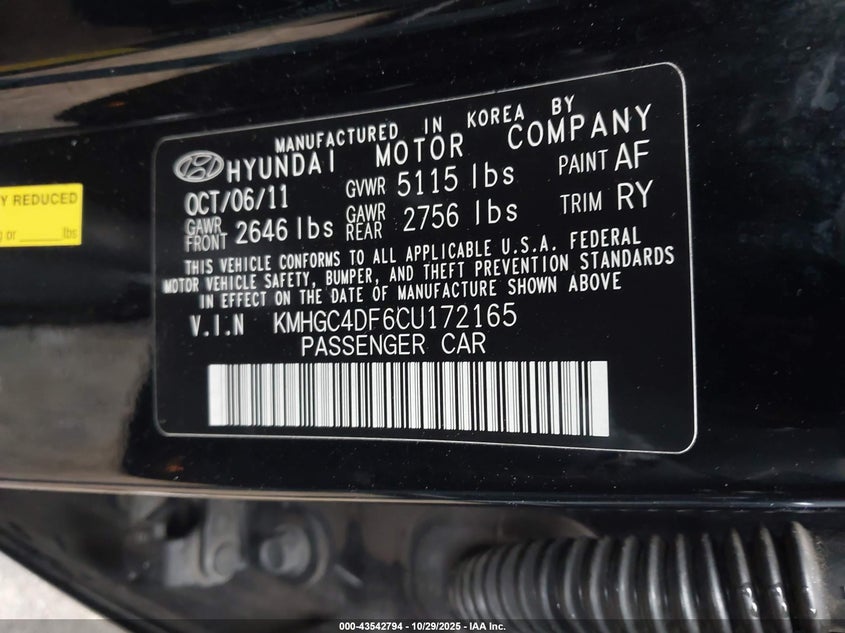 MANUFACTURED IN KOREA BY
HYUNDAI MOTOR COMPANY
OCT/06/11 GVWR 5115 lbs PAINT AF
GAWR FRONT 2646 lbs GAWR REAR 2756 lbs TRIM RY
THIS VEHICLE CONFORMS TO ALL APPLICABLE U.S.A. FEDERAL
MOTOR VEHICLE SAFETY, BUMPER, AND THEFT PREVENTION STANDARDS
IN EFFECT ON THE DATE OF MANUFACTURE SHOWN ABOVE
V.I.N KMHGC4DF6CU172165
PASSENGER CAR
Y REDUCED
or ____ lbs
000-43542794 - 10/29/2025 - IAA Inc.